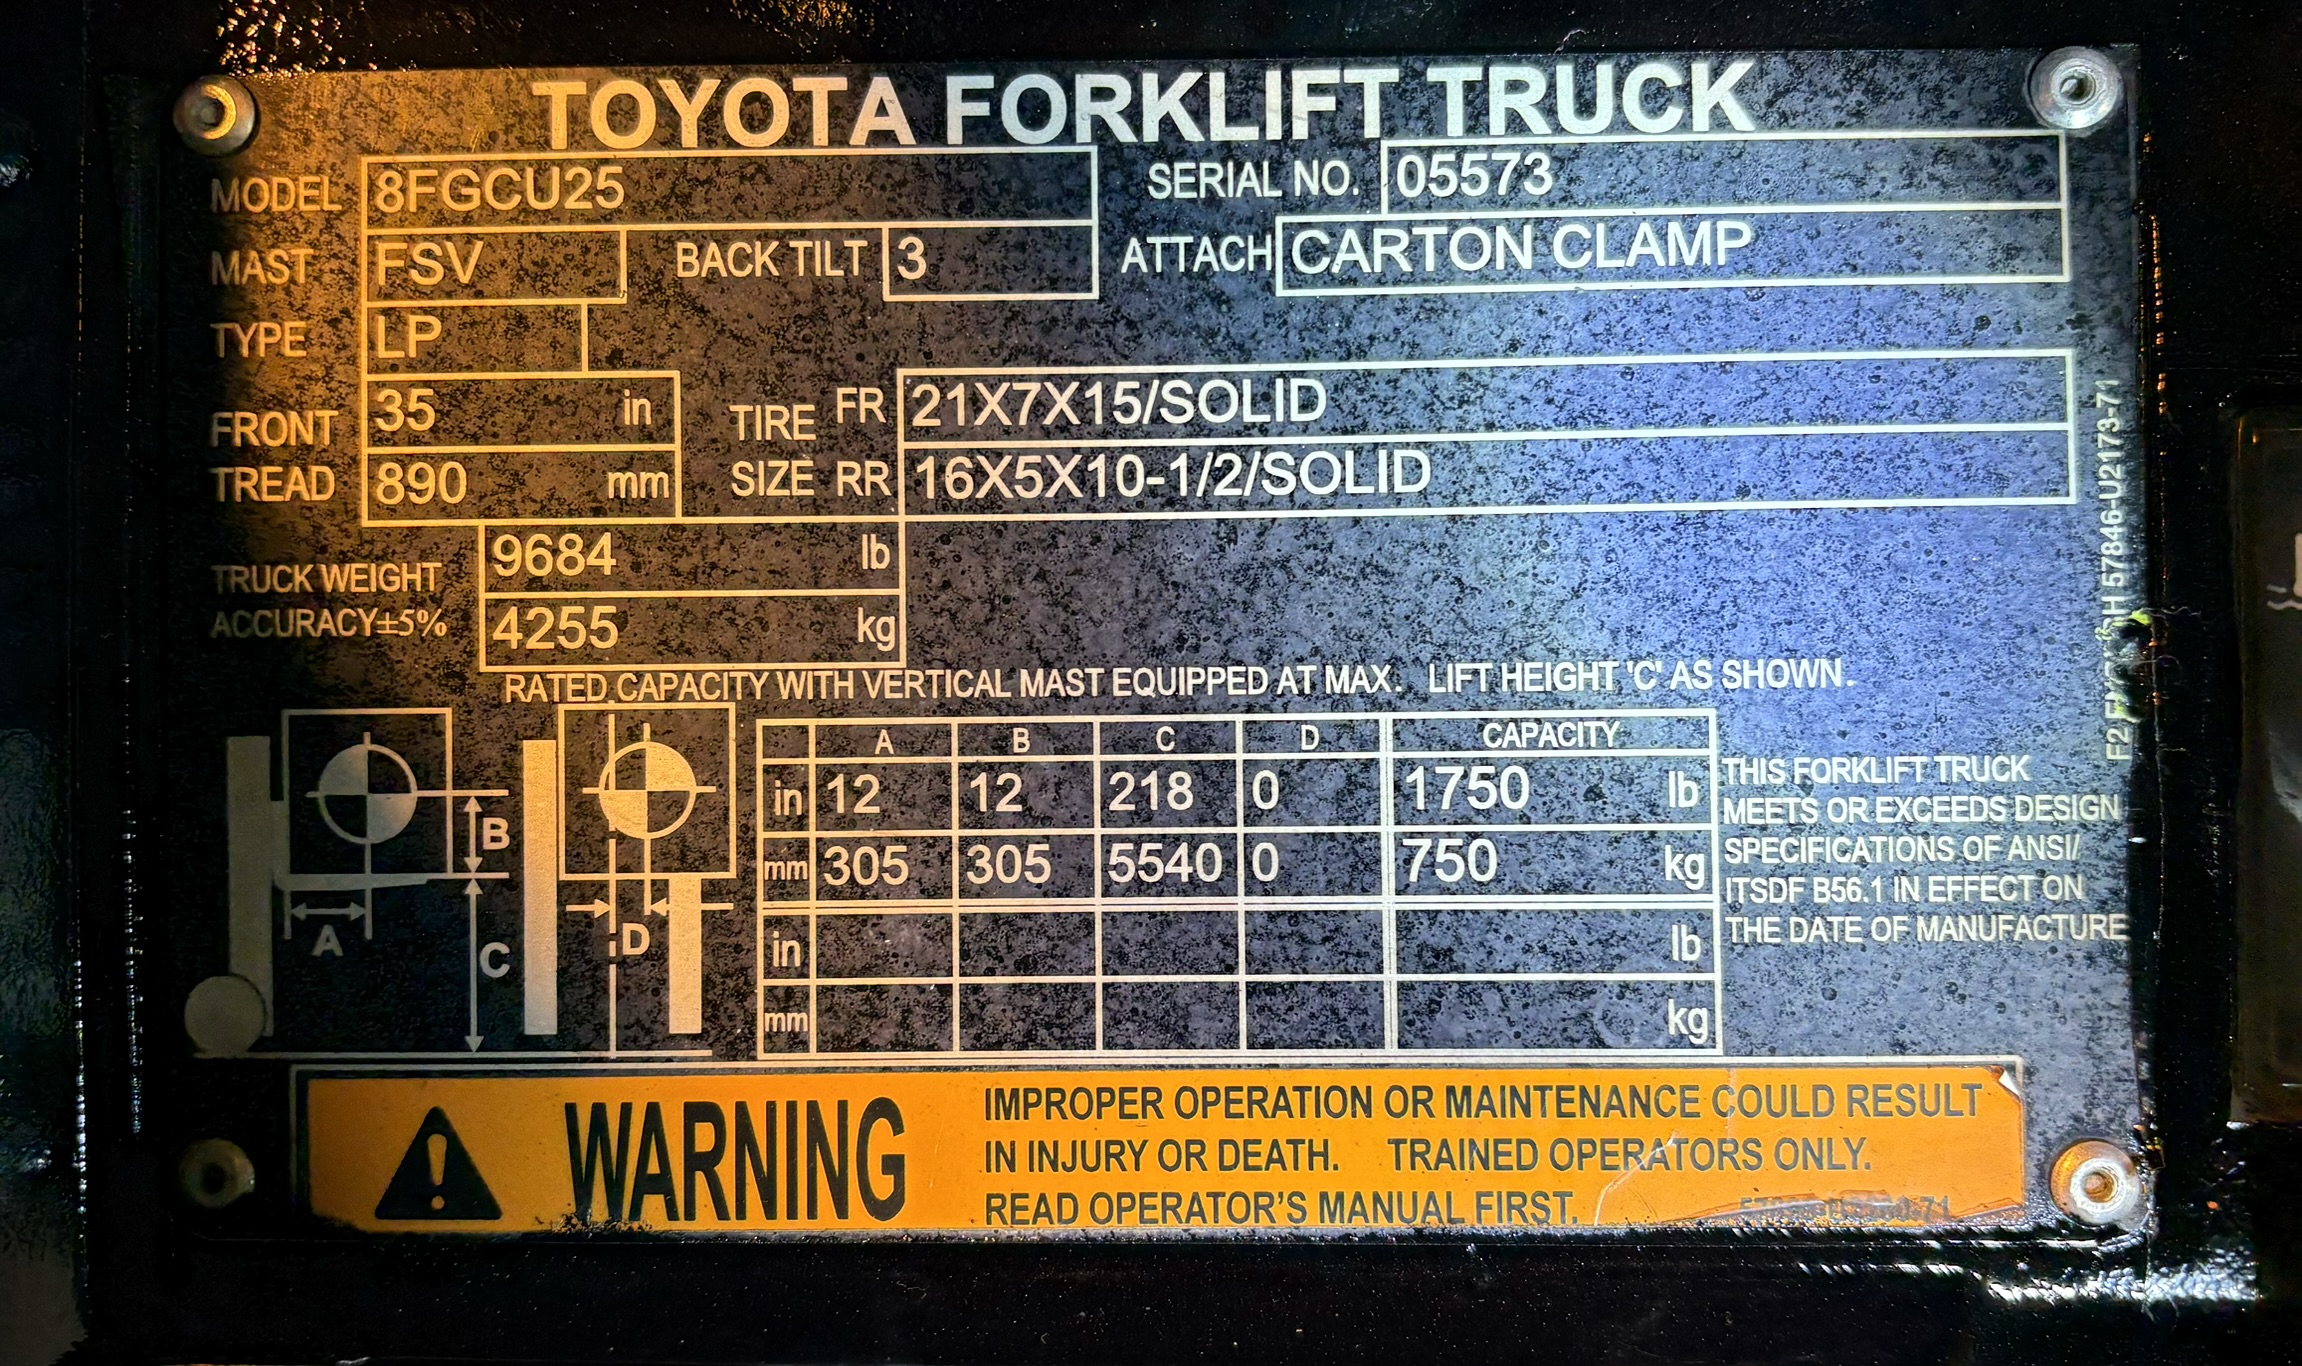 TOYOTA FORKLIFT TRUCK
MODEL 8FGCU25 SERIAL NO. 05573
MAST FSV BACK TILT 3 ATTACH CARTON CLAMP
TYPE LP
FRONT TREAD 35 in TIRE SIZE FR 21X7X15/SOLID
890 mm RR 16X5X10-1/2/SOLID
TRUCK WEIGHT 9684 lb
ACCURACY±5% 4255 kg
RATED CAPACITY WITH VERTICAL MAST EQUIPPED AT MAX. LIFT HEIGHT 'C' AS SHOWN.
A B C D CAPACITY
in 12 12 218 0 1750 lb
mm 305 305 5540 0 750 kg
in lb
mm kg
B
A
C
D
THIS FORKLIFT TRUCK
MEETS OR EXCEEDS DESIGN
SPECIFICATIONS OF ANSI/
ITSDF B56.1 IN EFFECT ON
THE DATE OF MANUFACTURE
57846-U2173-71
WARNING
IMPROPER OPERATION OR MAINTENANCE COULD RESULT
IN INJURY OR DEATH. TRAINED OPERATORS ONLY.
READ OPERATOR'S MANUAL FIRST.